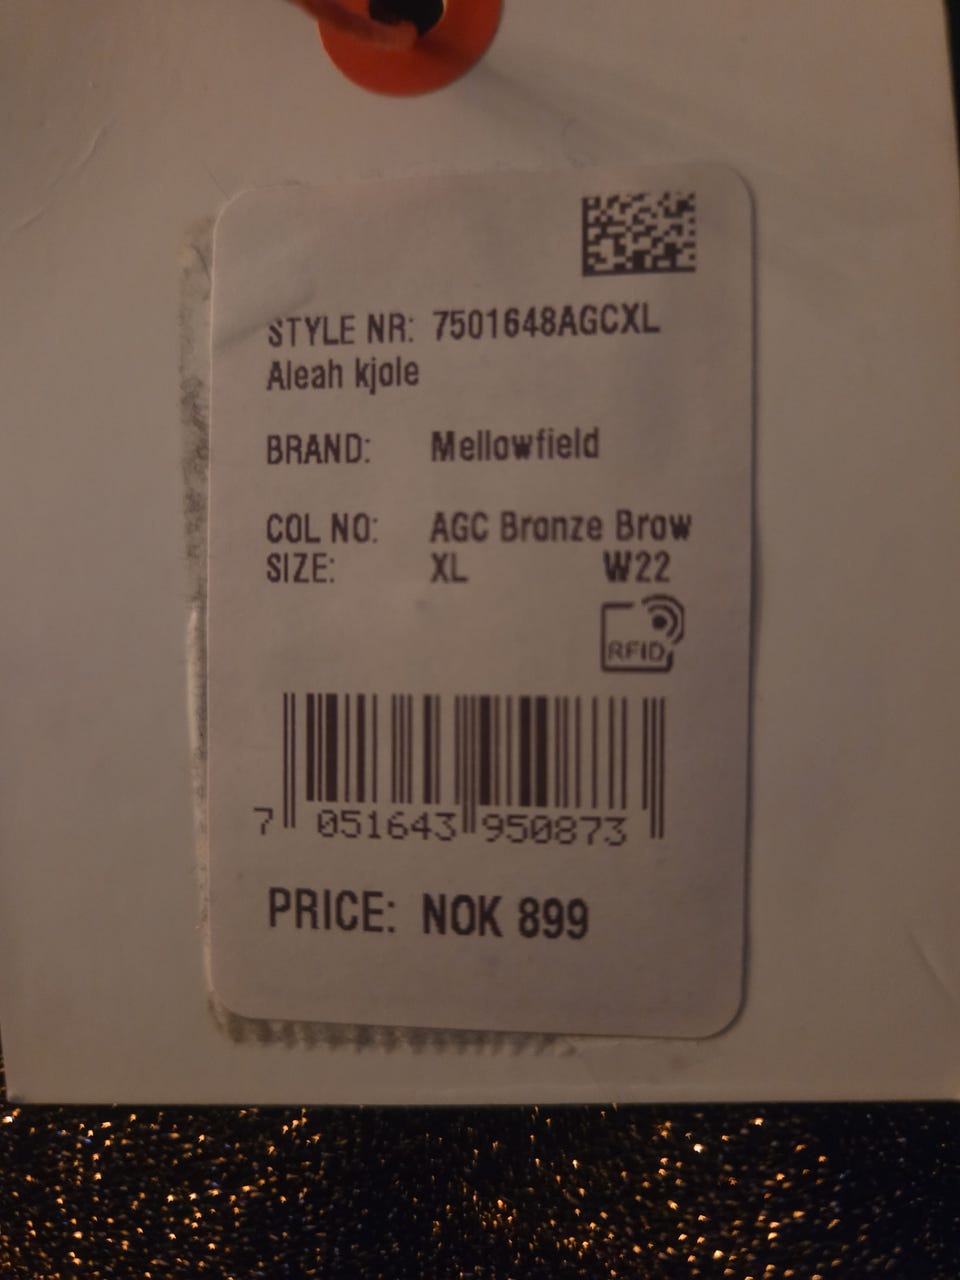 STYLE NR: 7501648AGCXL
Aleah kjole
BRAND: Mellowfield
COL NO: AGC Bronze Brow
SIZE: XL W22
RFID
7 051643 950873
PRICE: NOK 899